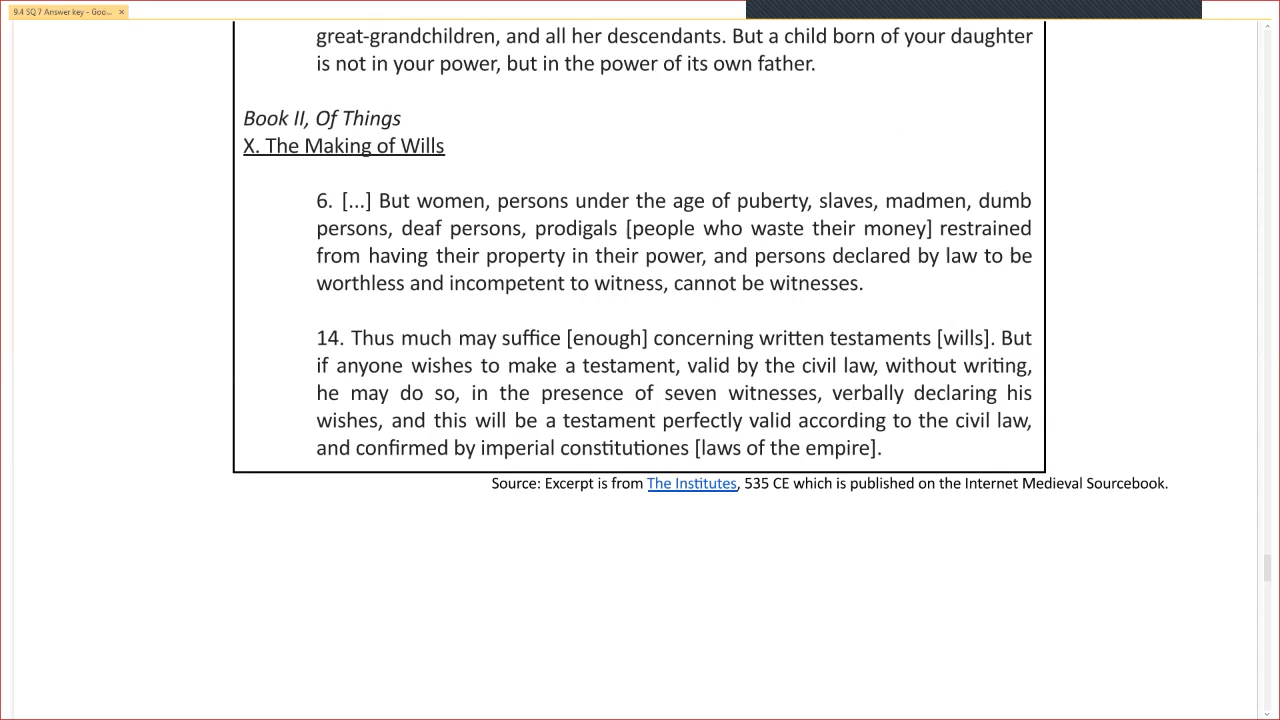 9.4 SQ 7 Answer key - Goo...
great-grandchildren, and all her descendants. But a child born of your daughter
is not in your power, but in the power of its own father.
Book II, Of Things
X. The Making of Wills
6. [...] But women, persons under the age of puberty, slaves, madmen, dumb
persons, deaf persons, prodigals [people who waste their money] restrained
from having their property in their power, and persons declared by law to be
worthless and incompetent to witness, cannot be witnesses.
14. Thus much may suffice [enough] concerning written testaments [wills]. But
if anyone wishes to make a testament, valid by the civil law, without writing,
he may do so, in the presence of seven witnesses, verbally declaring his
wishes, and this will be a testament perfectly valid according to the civil law,
and confirmed by imperial constitutiones [laws of the empire].
Source: Excerpt is from The Institutes, 535 CE which is published on the Internet Medieval Sourcebook.